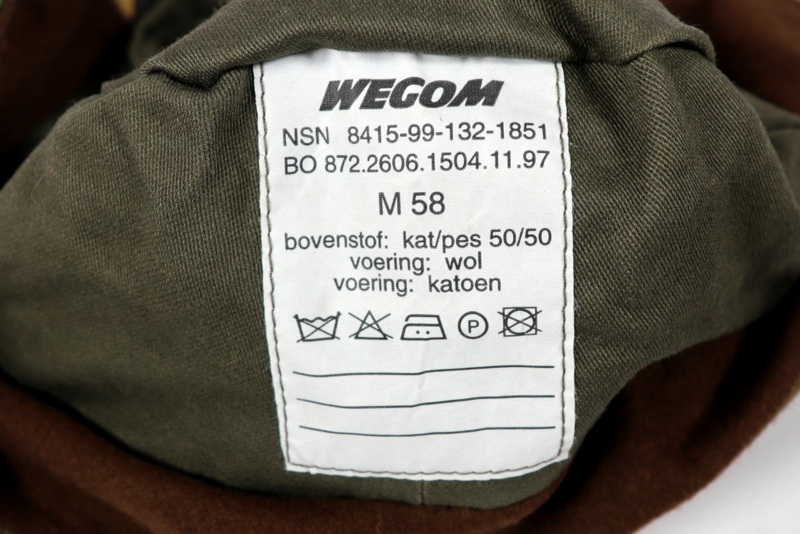 WEGOM
NSN 8415-99-132-1851
BO 872.2606.1504.11.97
M 58
bovenstof: kat/pes 50/50
voering: wol
voering: katoen
P